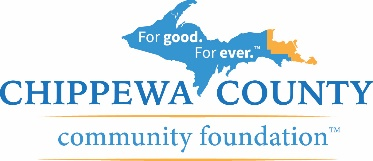 For good.
For ever.™
CHIPPEWA COUNTY
community foundation™